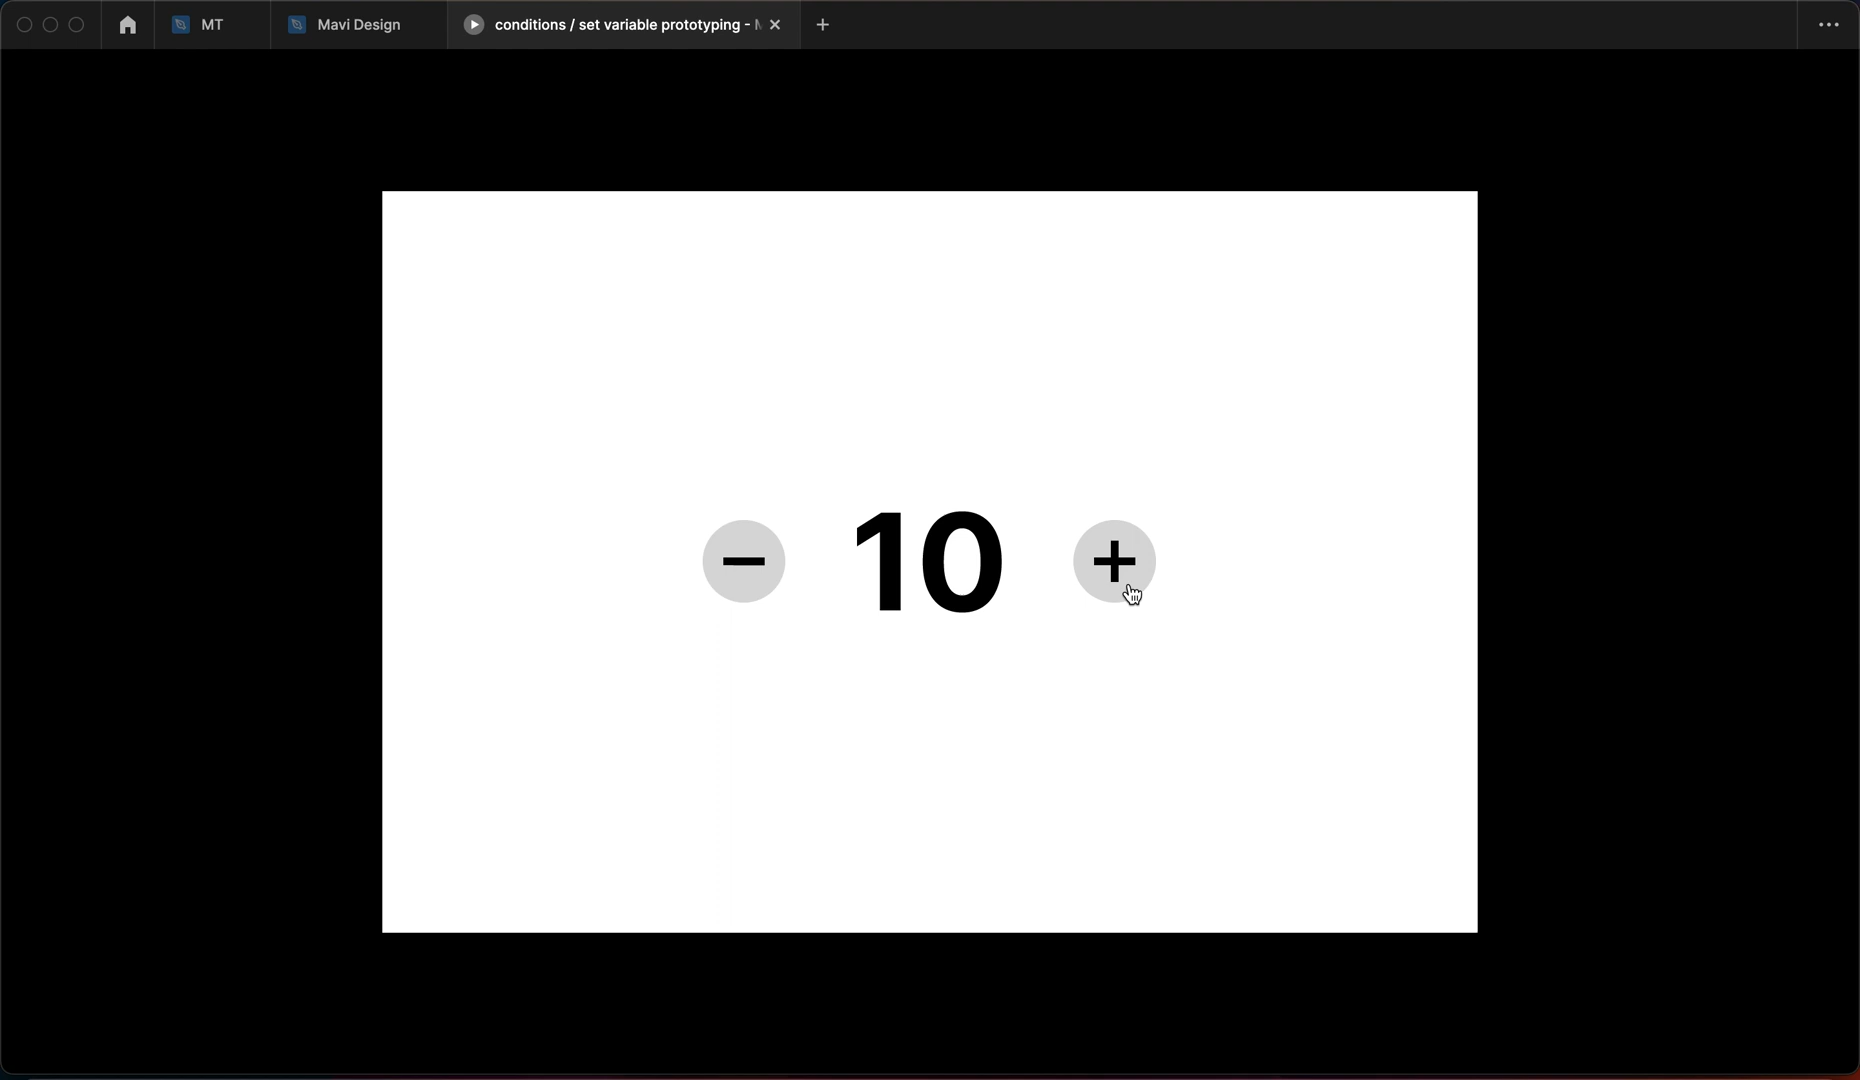 MT
Mavi Design
conditions / set variable prototyping -
− 10 +